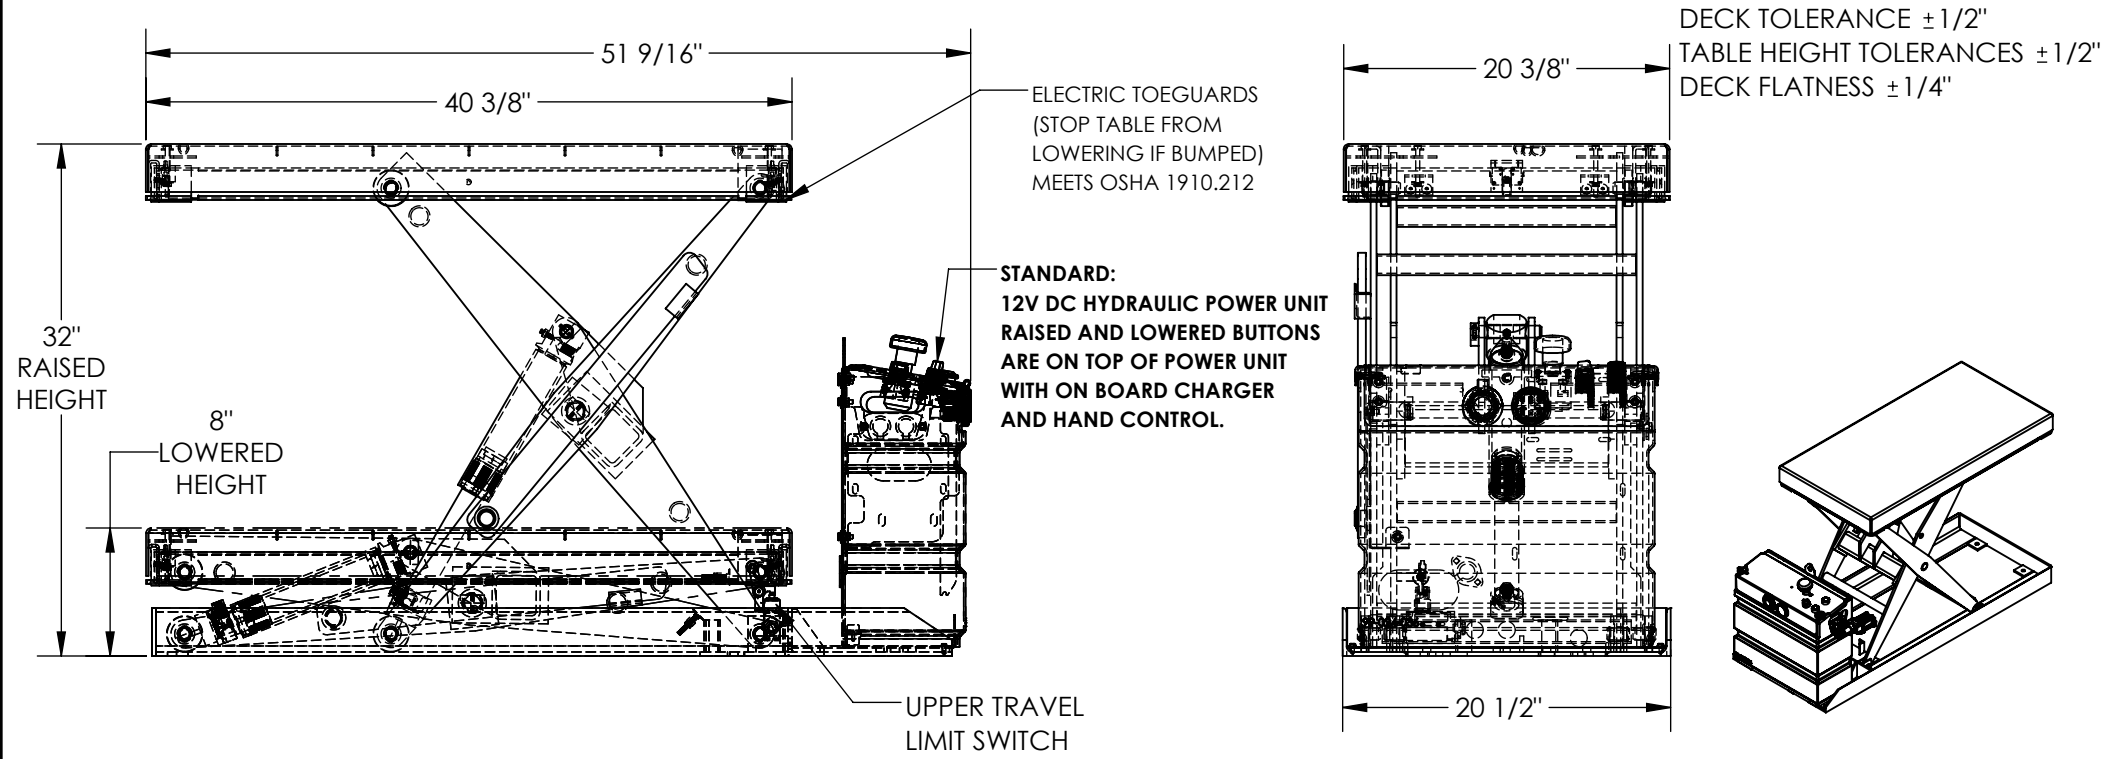 DECK TOLERANCE ±1/2"
TABLE HEIGHT TOLERANCES ±1/2"
DECK FLATNESS ±1/4"
51 9/16"
40 3/8"
20 3/8"
ELECTRIC TOEGUARDS
(STOP TABLE FROM
LOWERING IF BUMPED)
MEETS OSHA 1910.212
STANDARD:
12V DC HYDRAULIC POWER UNIT
RAISED AND LOWERED BUTTONS
ARE ON TOP OF POWER UNIT
WITH ON BOARD CHARGER
AND HAND CONTROL.
32"
RAISED
HEIGHT
8"
LOWERED
HEIGHT
UPPER TRAVEL
LIMIT SWITCH
20 1/2"